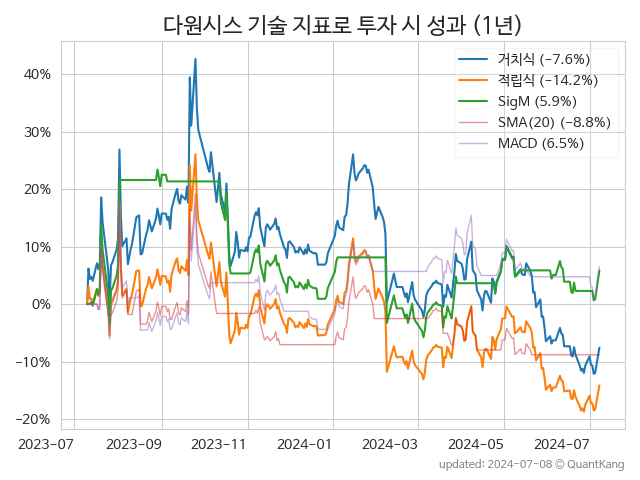 다원시스 기술 지표로 투자 시 성과 (1년)
거치식 (−7.6%)
적립식 (−14.2%)
SigM (5.9%)
SMA(20) (−8.8%)
MACD (6.5%)
40%
30%
20%
10%
0%
−10%
−20%
2023-07 2023-09 2023-11 2024-01 2024-03 2024-05 2024-07
updated: 2024-07-08 © QuantKang